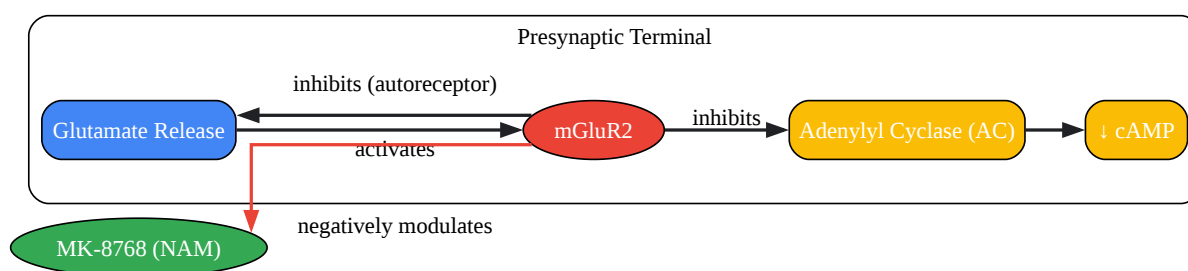 Presynaptic Terminal
inhibits (autoreceptor)
Glutamate Release
activates
mGluR2
inhibits
Adenylyl Cyclase (AC)
↓ cAMP
negatively modulates
MK-8768 (NAM)